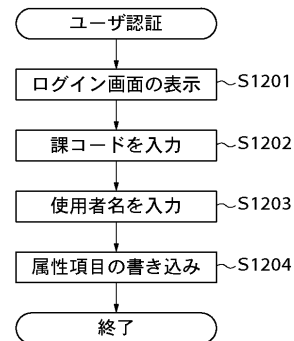 ユーザ認証
ログイン画面の表示 S1201
課コードを入力 S1202
使用者名を入力 S1203
属性項目の書き込み S1204
終了